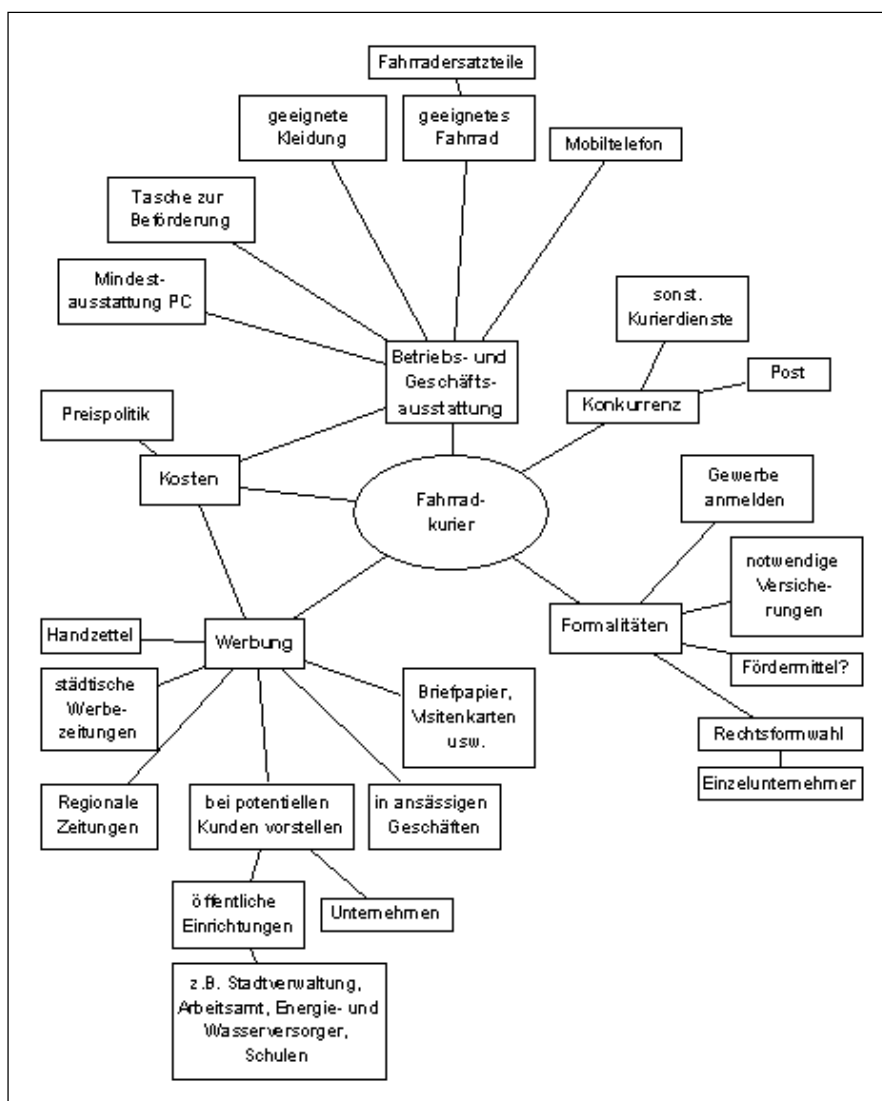 Fahrradersatzteile
geeignete
Kleidung
geeignetes
Fahrrad
Mobiltelefon
Tasche zur
Beförderung
Mindest-
ausstattung PC
sonst.
Kurierdienste
Betriebs- und
Geschäfts-
ausstattung
Post
Konkurrenz
Preispolitik
Kosten
Fahrrad-
kurier
Gewerbe
anmelden
notwendige
Versiche-
rungen
Formalitäten
Fördermittel?
Rechtsformwahl
Einzelunternehmer
Handzettel
Werbung
städtische
Werbe-
zeitungen
Briefpapier,
Visitenkarten
usw.
Regionale
Zeitungen
bei potentiellen
Kunden vorstellen
in ansässigen
Geschäften
öffentliche
Einrichtungen
Unternehmen
z.B. Stadtverwaltung,
Arbeitsamt, Energie- und
Wasserversorger,
Schulen